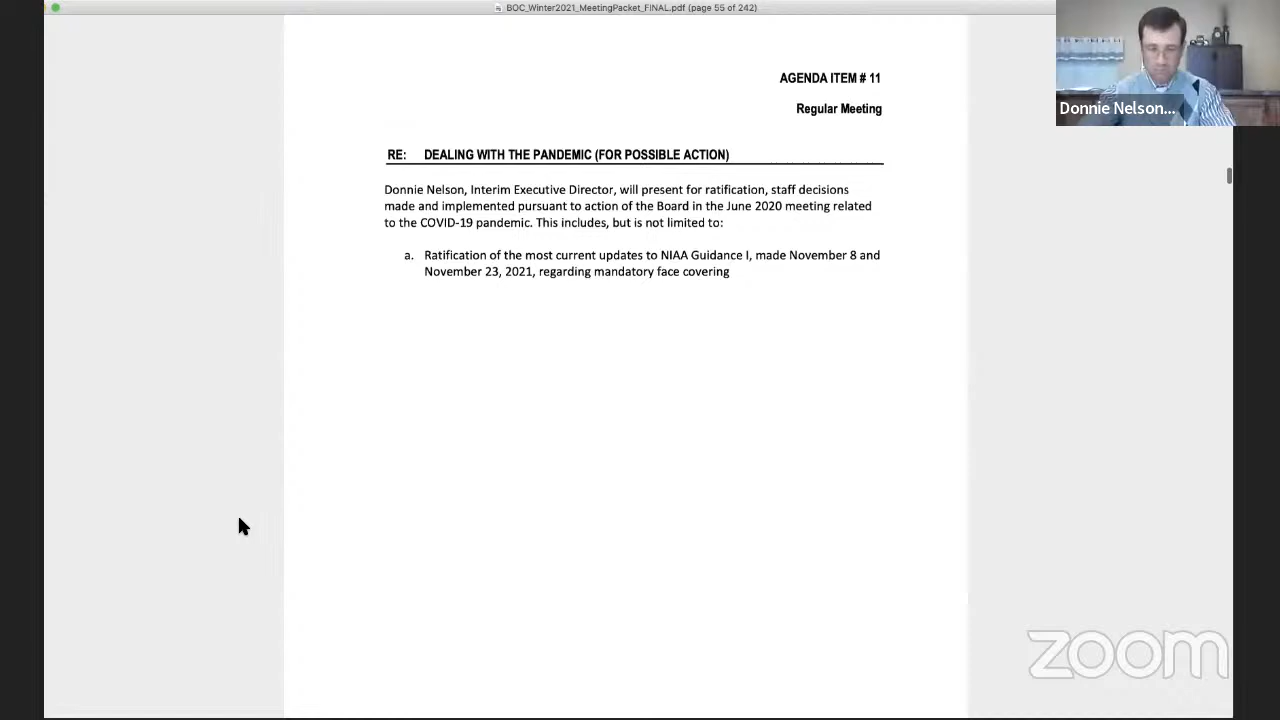 BOC_Winter2021_MeetingPacket_FINAL.pdf (page 55 of 242)
AGENDA ITEM # 11
Regular Meeting
RE: DEALING WITH THE PANDEMIC (FOR POSSIBLE ACTION)
Donnie Nelson, Interim Executive Director, will present for ratification, staff decisions
made and implemented pursuant to action of the Board in the June 2020 meeting related
to the COVID-19 pandemic. This includes, but is not limited to:
a. Ratification of the most current updates to NIAA Guidance I, made November 8 and
November 23, 2021, regarding mandatory face covering
Donnie Nelson...
zoom